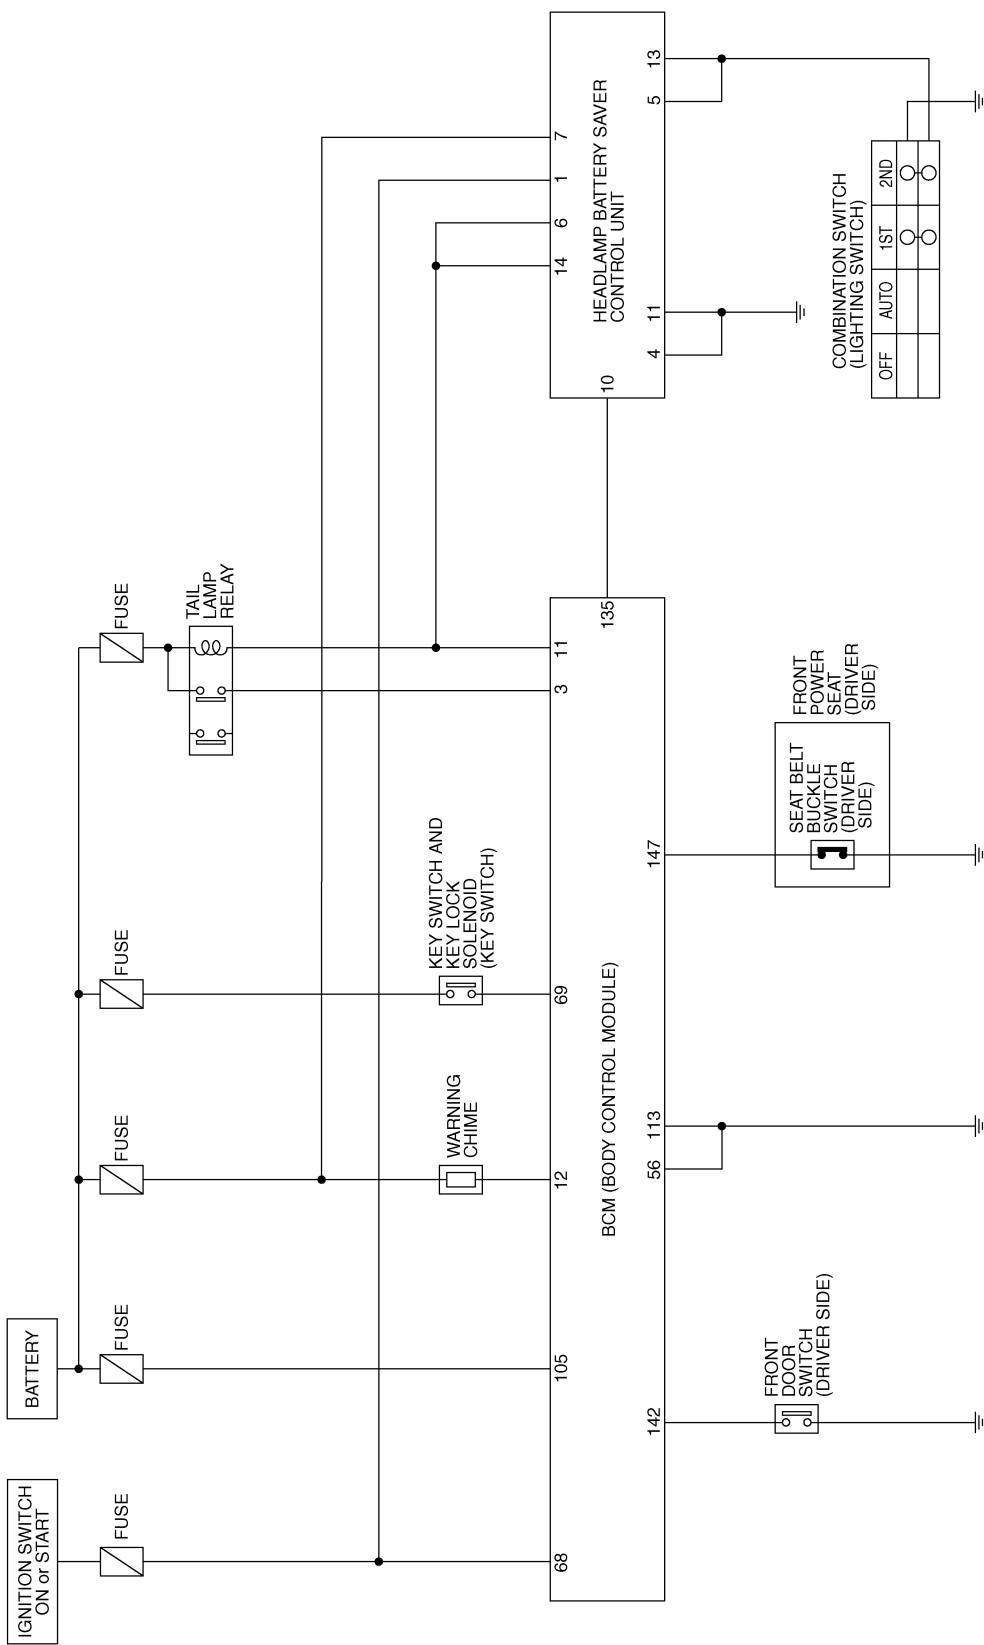 IGNITION SWITCH
ON or START
BATTERY
FUSE
FUSE
FUSE
FUSE
FUSE
TAIL
LAMP
RELAY
WARNING
CHIME
KEY SWITCH AND
KEY LOCK
SOLENOID
(KEY SWITCH)
68
105
12
69
3
11
14
6
1
7
BCM (BODY CONTROL MODULE)
135
10
HEADLAMP BATTERY SAVER
CONTROL UNIT
142
56
113
147
4
11
5
13
FRONT
DOOR
SWITCH
(DRIVER SIDE)
SEAT BELT
BUCKLE
SWITCH
(DRIVER
SIDE)
FRONT
POWER
SEAT
(DRIVER
SIDE)
COMBINATION SWITCH
(LIGHTING SWITCH)
OFF
AUTO
1ST
2ND